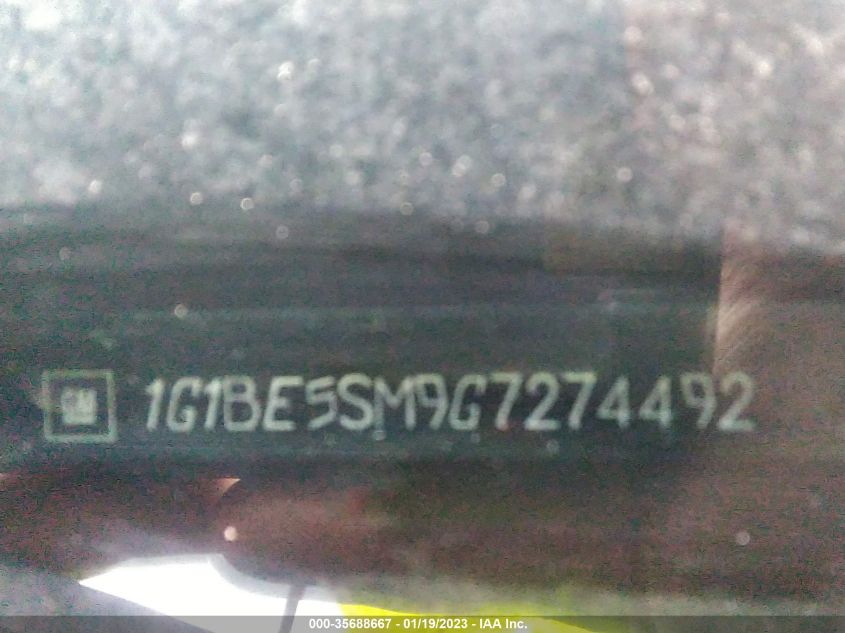 GM 1G1BE5SM9G7274492
000-35688667 - 01/19/2023 - IAA Inc.